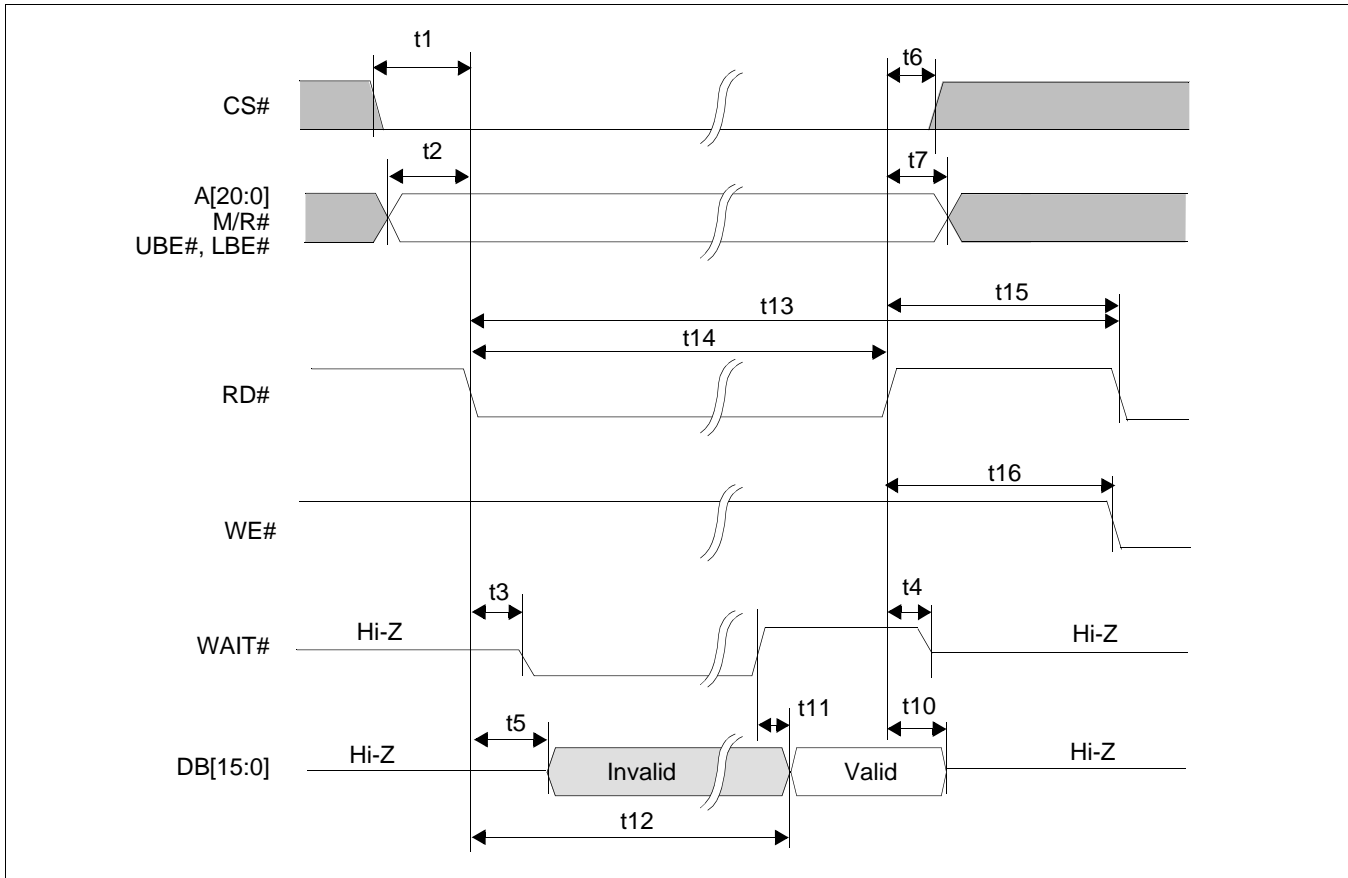 t1
t6
CS#
t2
t7
A[20:0]
M/R#
UBE#, LBE#
t15
t13
t14
RD#
t16
WE#
t3
t4
Hi-Z
Hi-Z
WAIT#
t11
t10
t5
Hi-Z
Hi-Z
DB[15:0]
Invalid
Valid
t12